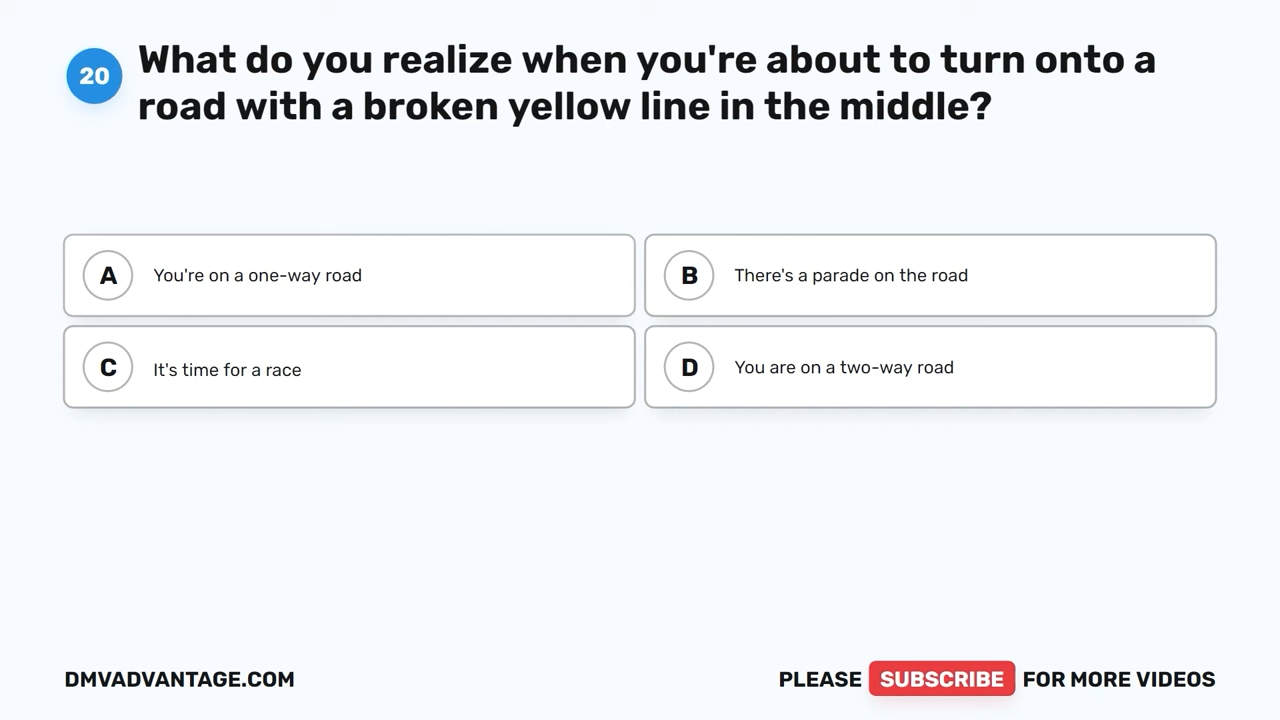 20
What do you realize when you're about to turn onto a
road with a broken yellow line in the middle?
A You're on a one-way road
B There's a parade on the road
C It's time for a race
D You are on a two-way road
DMVADVANTAGE.COM
PLEASE SUBSCRIBE FOR MORE VIDEOS